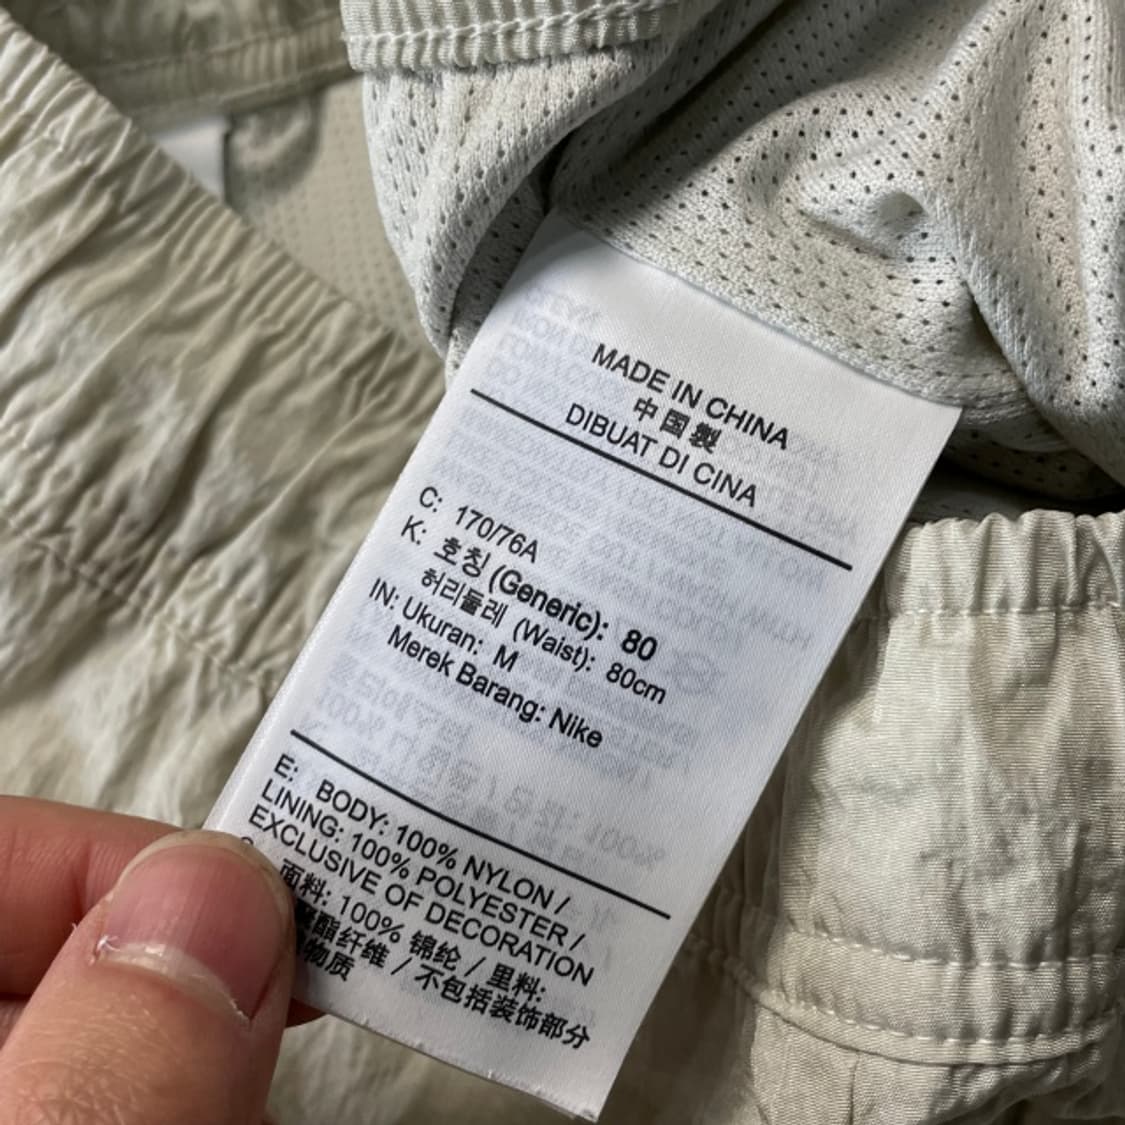 MADE IN CHINA
中国製
DIBUAT DI CINA
C: 170/76A
K: 호칭 (Generic): 80
허리둘레 (Waist): 80cm
IN: Ukuran: M
Merek Barang: Nike
E: BODY: 100% NYLON /
LINING: 100% POLYESTER /
EXCLUSIVE OF DECORATION
面料: 100% 锦纶 / 里料:
酯纤维 / 不包括装饰部分
物质